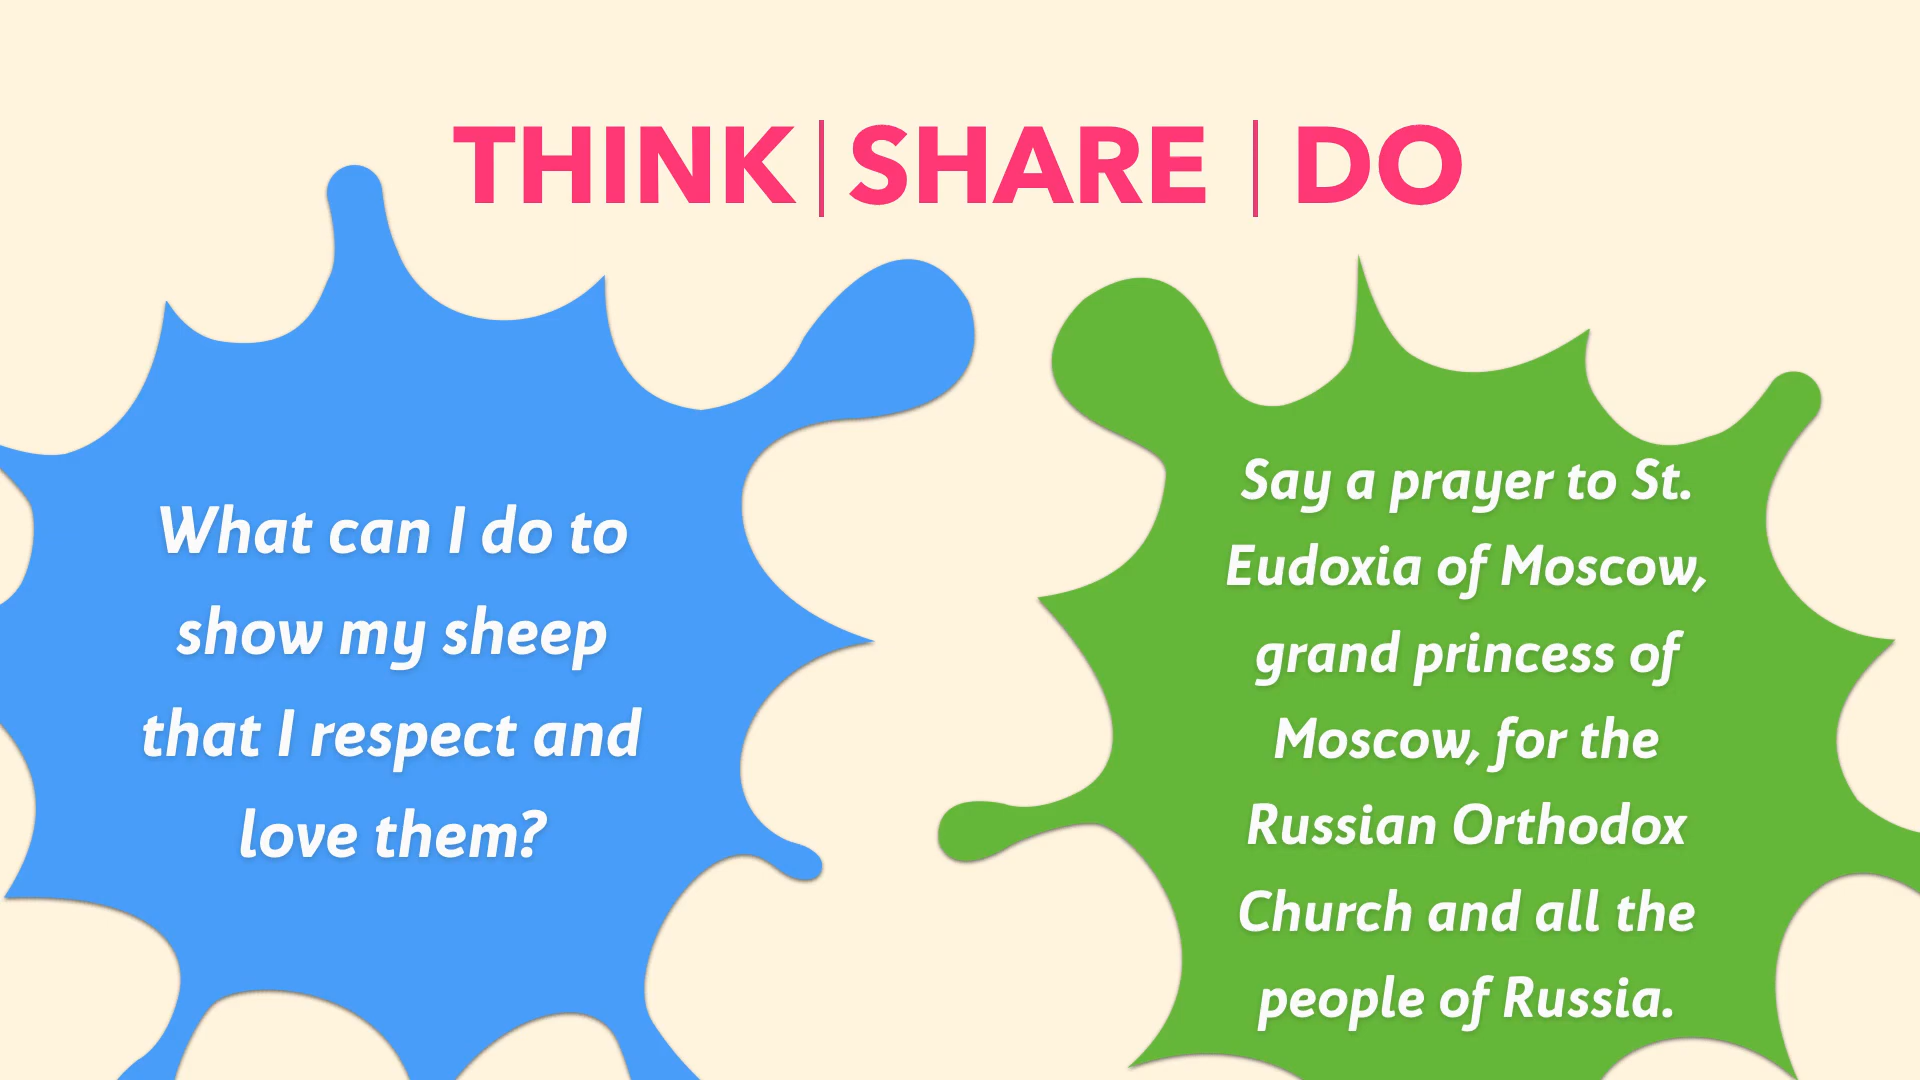 THINK | SHARE | DO
What can I do to
show my sheep
that I respect and
love them?
Say a prayer to St.
Eudoxia of Moscow,
grand princess of
Moscow, for the
Russian Orthodox
Church and all the
people of Russia.